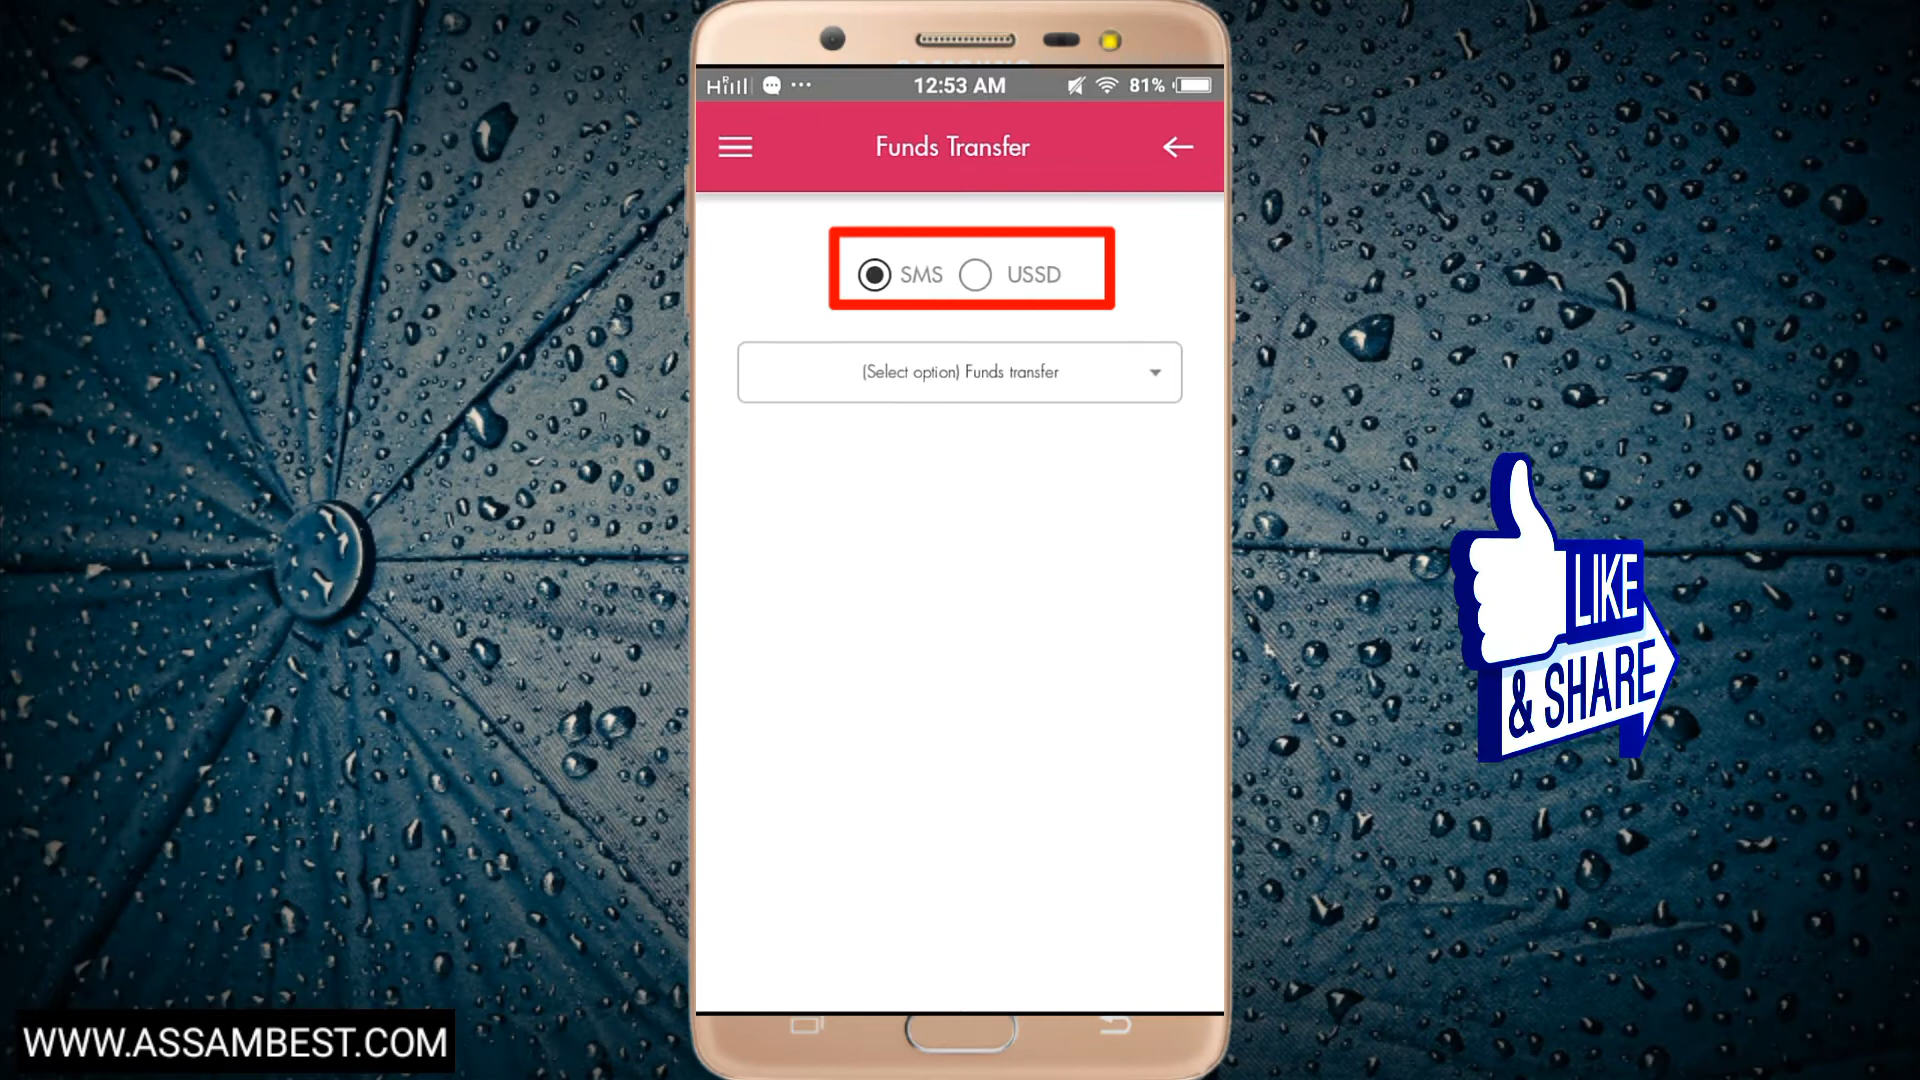 12:53 AM
81%
Funds Transfer
SMS
USSD
(Select option) Funds transfer
LIKE
& SHARE
WWW.ASSAMBEST.COM